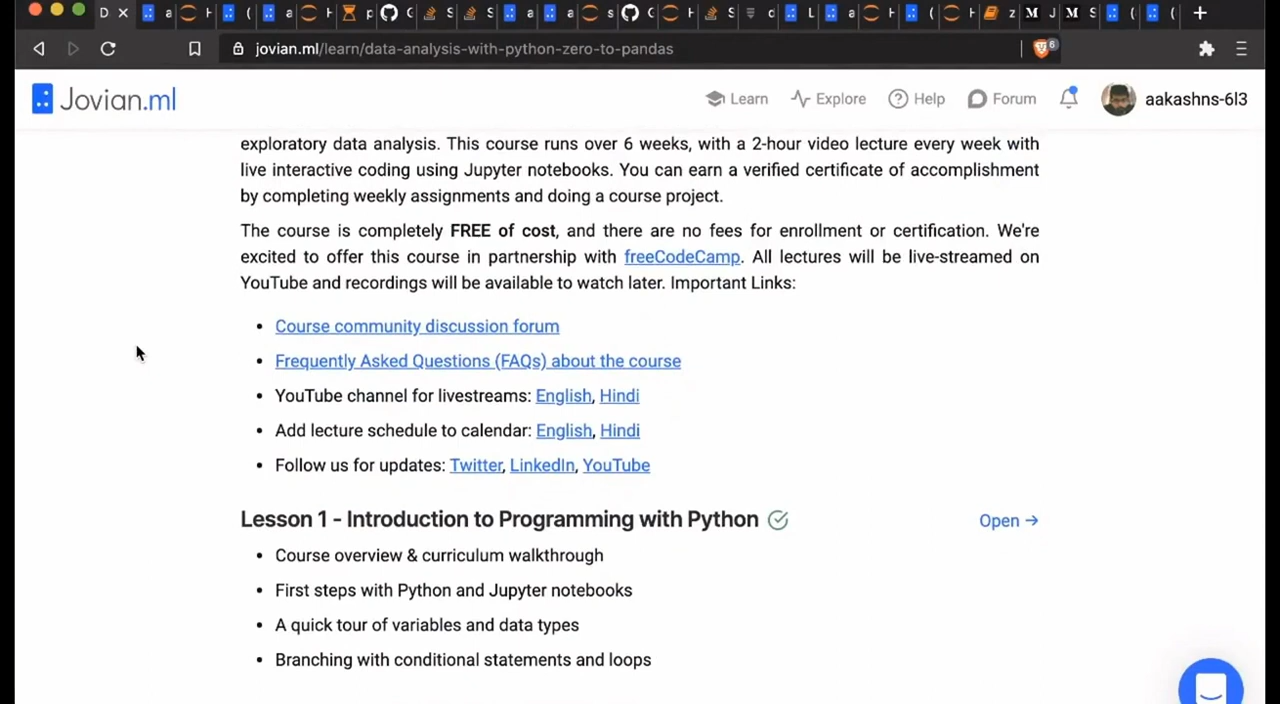 D
a
H
(
a
H
p
C
S
S
a
a
s
C
H
S
d
L
a
H
(
H
z
J
S
(
(
jovian.ml/learn/data-analysis-with-python-zero-to-pandas
6
Jovian.ml
Learn
Explore
Help
Forum
aakashns-6l3
exploratory data analysis. This course runs over 6 weeks, with a 2-hour video lecture every week with
live interactive coding using Jupyter notebooks. You can earn a verified certificate of accomplishment
by completing weekly assignments and doing a course project.
The course is completely FREE of cost, and there are no fees for enrollment or certification. We're
excited to offer this course in partnership with freeCodeCamp. All lectures will be live-streamed on
YouTube and recordings will be available to watch later. Important Links:
• Course community discussion forum
• Frequently Asked Questions (FAQs) about the course
• YouTube channel for livestreams: English, Hindi
• Add lecture schedule to calendar: English, Hindi
• Follow us for updates: Twitter, LinkedIn, YouTube
Lesson 1 - Introduction to Programming with Python
Open →
• Course overview & curriculum walkthrough
• First steps with Python and Jupyter notebooks
• A quick tour of variables and data types
• Branching with conditional statements and loops